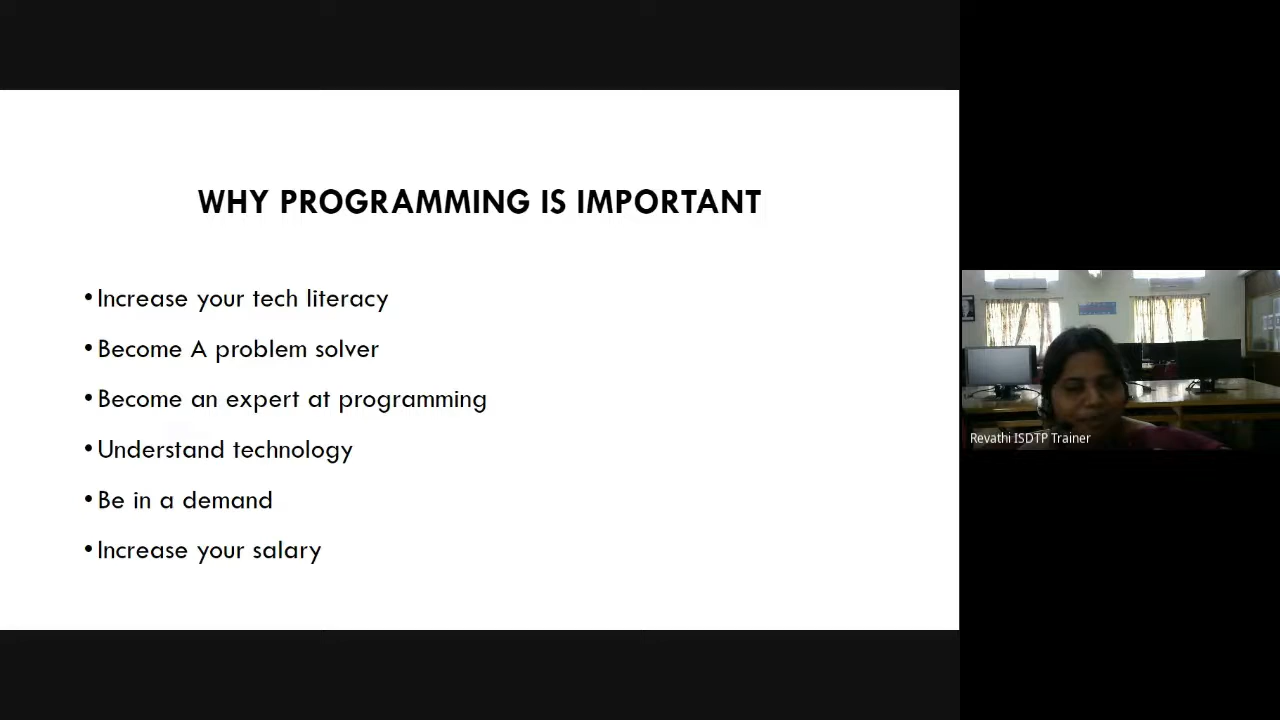 WHY PROGRAMMING IS IMPORTANT
• Increase your tech literacy
• Become A problem solver
• Become an expert at programming
• Understand technology
• Be in a demand
• Increase your salary
Revathi ISDTP Trainer